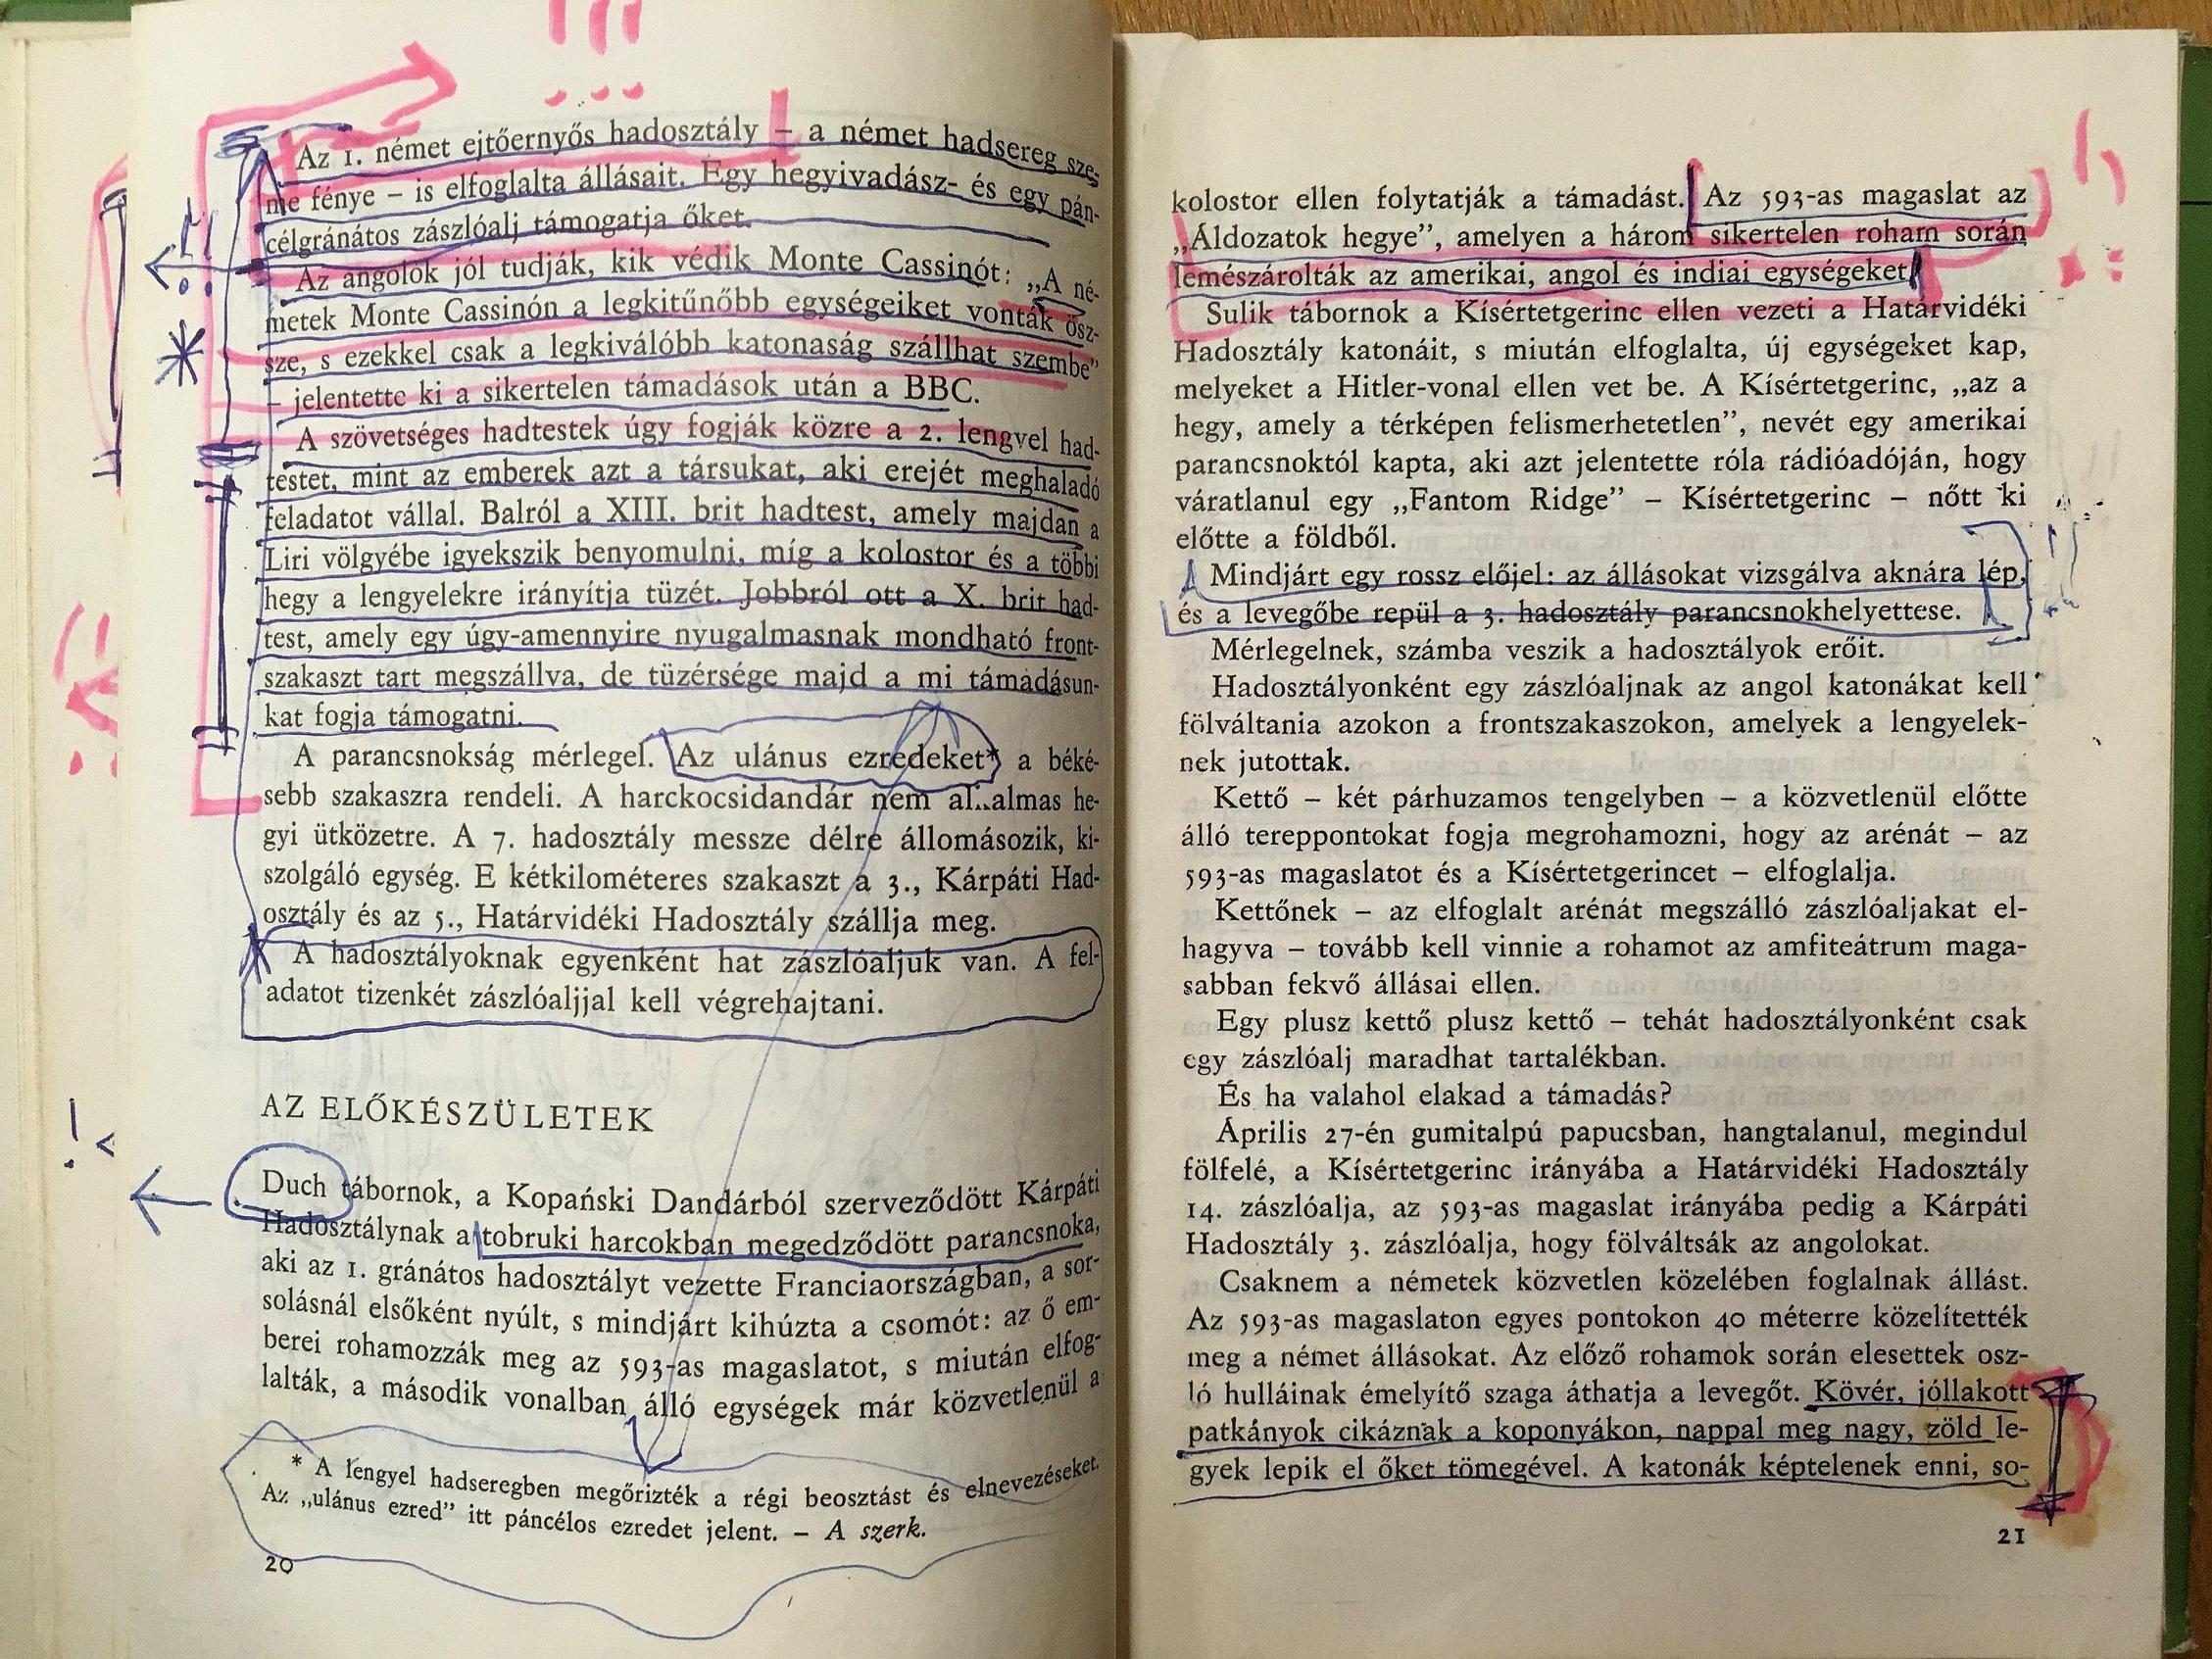 Az 1. német ejtőernyős hadosztály – a német hadsereg sze-
me fénye – is elfoglalta állásait. Egy hegyivadász- és egy pán-
célgránátos zászlóalj támogatja őket.
Az angolok jól tudják, kik védik Monte Cassinót: „A né-
metek Monte Cassinón a legkitűnőbb egységeiket vonták ösz-
sze, s ezekkel csak a legkiválóbb katonaság szállhat szembe”
– jelentette ki a sikertelen támadások után a BBC.
A szövetséges hadtestek úgy fogják közre a 2. lengyel had-
testet, mint az emberek azt a társukat, aki erejét meghaladó
feladatot vállal. Balról a XIII. brit hadtest, amely majdan a
Liri völgyébe igyekszik benyomulni, míg a kolostor és a többi
hegy a lengyelekre irányítja tüzét. Jobbról ott a X. brit had-
test, amely egy úgy-amennyire nyugalmasnak mondható front-
szakaszt tart megszállva, de tüzérsége majd a mi támadásun-
kat fogja támogatni.
A parancsnokság mérlegel. Az ulánus ezredeket* a béké-
sebb szakaszra rendeli. A harckocsidandár nem al..almas he-
gyi ütközetre. A 7. hadosztály messze délre állomásozik, ki-
szolgáló egység. E kétkilométeres szakaszt a 3., Kárpáti Had-
osztály és az 5., Határvidéki Hadosztály szállja meg.
A hadosztályoknak egyenként hat zászlóaljuk van. A fel-
adatot tizenkét zászlóaljjal kell végrehajtani.
AZ ELŐKÉSZÜLETEK
Duch tábornok, a Kopański Dandárból szerveződött Kárpáti
Hadosztálynak a tobruki harcokban megedződött parancsnoka,
aki az 1. gránátos hadosztályt vezette Franciaországban, a sor-
solásnál elsőként nyúlt, s mindjárt kihúzta a csomót: az ő em-
berei rohamozzák meg az 593-as magaslatot, s miután elfog-
lalták, a második vonalban álló egységek már közvetlenül a
* A lengyel hadseregben megőrizték a régi beosztást és elnevezéseket.
Az „ulánus ezred” itt páncélos ezredet jelent. – A szerk.
20
kolostor ellen folytatják a támadást. Az 593-as magaslat az
„Áldozatok hegye”, amelyen a három sikertelen roham során
lemészárolták az amerikai, angol és indiai egységeket.
Sulik tábornok a Kísértetgerinc ellen vezeti a Határvidéki
Hadosztály katonáit, s miután elfoglalta, új egységeket kap,
melyeket a Hitler-vonal ellen vet be. A Kísértetgerinc, „az a
hegy, amely a térképen felismerhetetlen”, nevét egy amerikai
parancsnoktól kapta, aki azt jelentette róla rádióadóján, hogy
váratlanul egy „Fantom Ridge” – Kísértetgerinc – nőtt ki
előtte a földből.
Mindjárt egy rossz előjel: az állásokat vizsgálva aknára lép,
és a levegőbe repül a 3. hadosztály parancsnokhelyettese.
Mérlegelnek, számba veszik a hadosztályok erőit.
Hadosztályonként egy zászlóaljnak az angol katonákat kell
fölváltania azokon a frontszakaszokon, amelyek a lengyelek-
nek jutottak.
Kettő – két párhuzamos tengelyben – a közvetlenül előtte
álló tereppontokat fogja megrohamozni, hogy az arénát – az
593-as magaslatot és a Kísértetgerincet – elfoglalja.
Kettőnek – az elfoglalt arénát megszálló zászlóaljakat el-
hagyva – tovább kell vinnie a rohamot az amfiteátrum maga-
sabban fekvő állásai ellen.
Egy plusz kettő plusz kettő – tehát hadosztályonként csak
egy zászlóalj maradhat tartalékban.
És ha valahol elakad a támadás?
Április 27-én gumitalpú papucsban, hangtalanul, megindul
fölfelé, a Kísértetgerinc irányába a Határvidéki Hadosztály
14. zászlóalja, az 593-as magaslat irányába pedig a Kárpáti
Hadosztály 3. zászlóalja, hogy fölváltsák az angolokat.
Csaknem a németek közvetlen közelében foglalnak állást.
Az 593-as magaslaton egyes pontokon 40 méterre közelítették
meg a német állásokat. Az előző rohamok során elesettek osz-
ló hulláinak émelyítő szaga áthatja a levegőt. Kövér, jóllakott
patkányok cikáznak a koponyákon, nappal meg nagy, zöld le-
gyek lepik el őket tömegével. A katonák képtelenek enni, so-
21